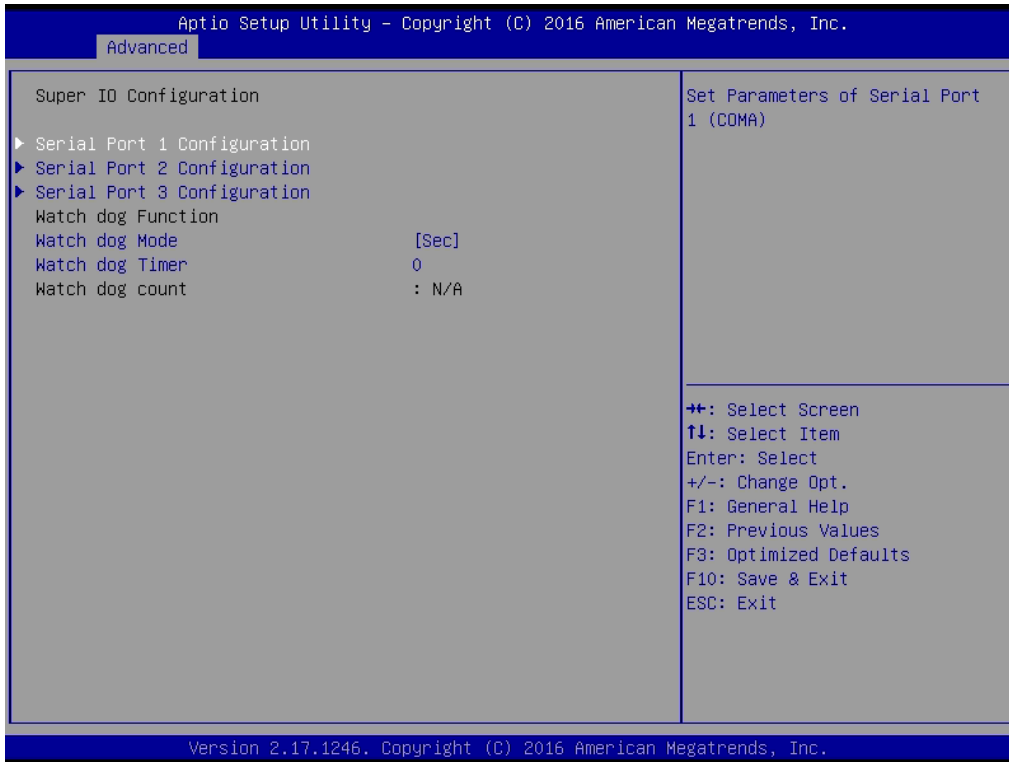 Aptio Setup Utility – Copyright (C) 2016 American Megatrends, Inc.
Advanced
Super IO Configuration
Serial Port 1 Configuration
Serial Port 2 Configuration
Serial Port 3 Configuration
Watch dog Function
Watch dog Mode [Sec]
Watch dog Timer 0
Watch dog count : N/A
Set Parameters of Serial Port
1 (COMA)
→←: Select Screen
↑↓: Select Item
Enter: Select
+/-: Change Opt.
F1: General Help
F2: Previous Values
F3: Optimized Defaults
F10: Save & Exit
ESC: Exit
Version 2.17.1246. Copyright (C) 2016 American Megatrends, Inc.